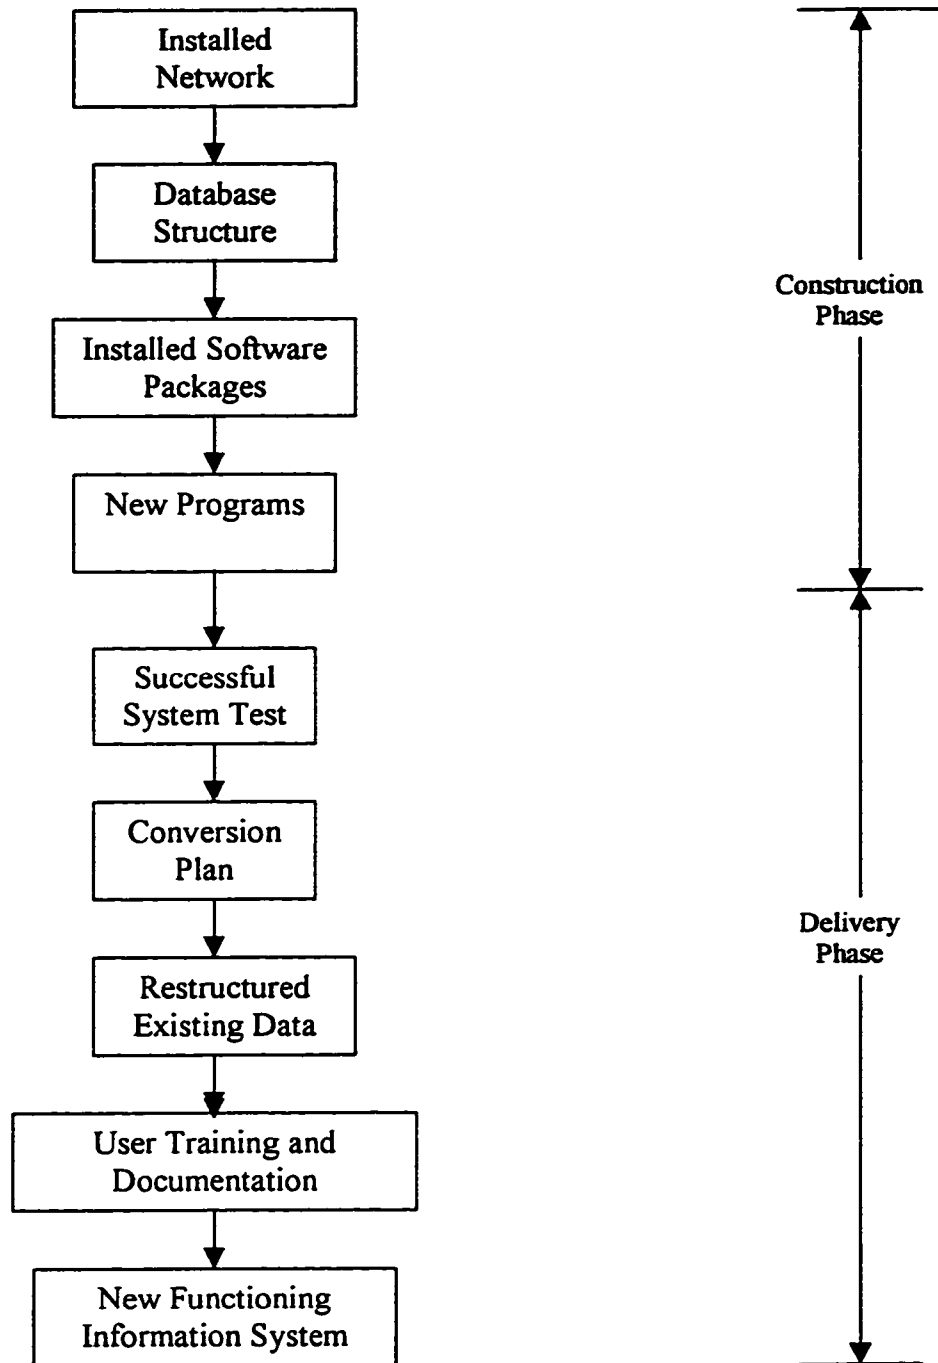 Installed
Network
Database
Structure
Installed Software
Packages
New Programs
Successful
System Test
Conversion
Plan
Restructured
Existing Data
User Training and
Documentation
New Functioning
Information System
Construction
Phase
Delivery
Phase